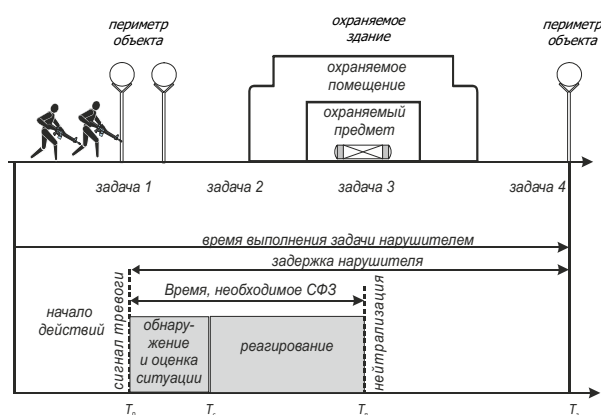 периметр
объекта
охраняемое
здание
периметр
объекта
охраняемое
помещение
охраняемый
предмет
задача 1
задача 2
задача 3
задача 4
время выполнения задачи нарушителем
задержка нарушителя
Время, необходимое СФЗ
начало
действий
сигнал тревоги
обнару-
жение
и оценка
ситуации
реагирование
нейтрализация